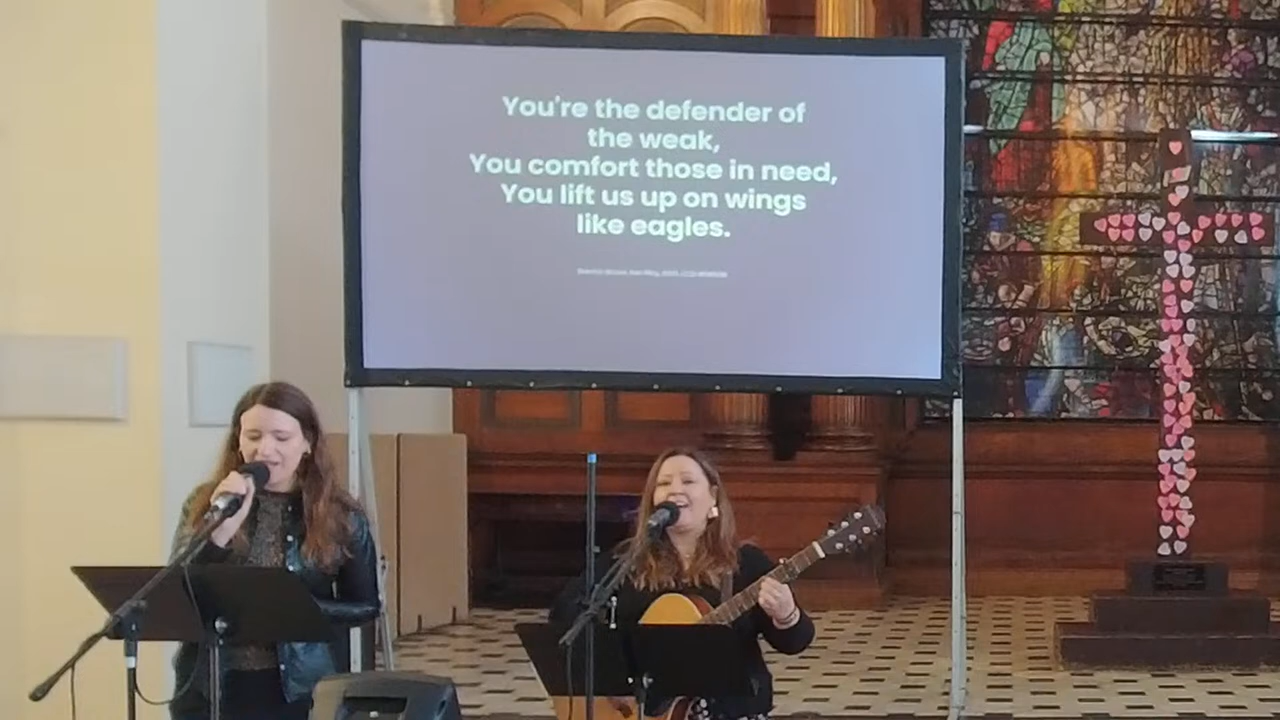 You're the defender of
the weak,
You comfort those in need,
You lift us up on wings
like eagles.